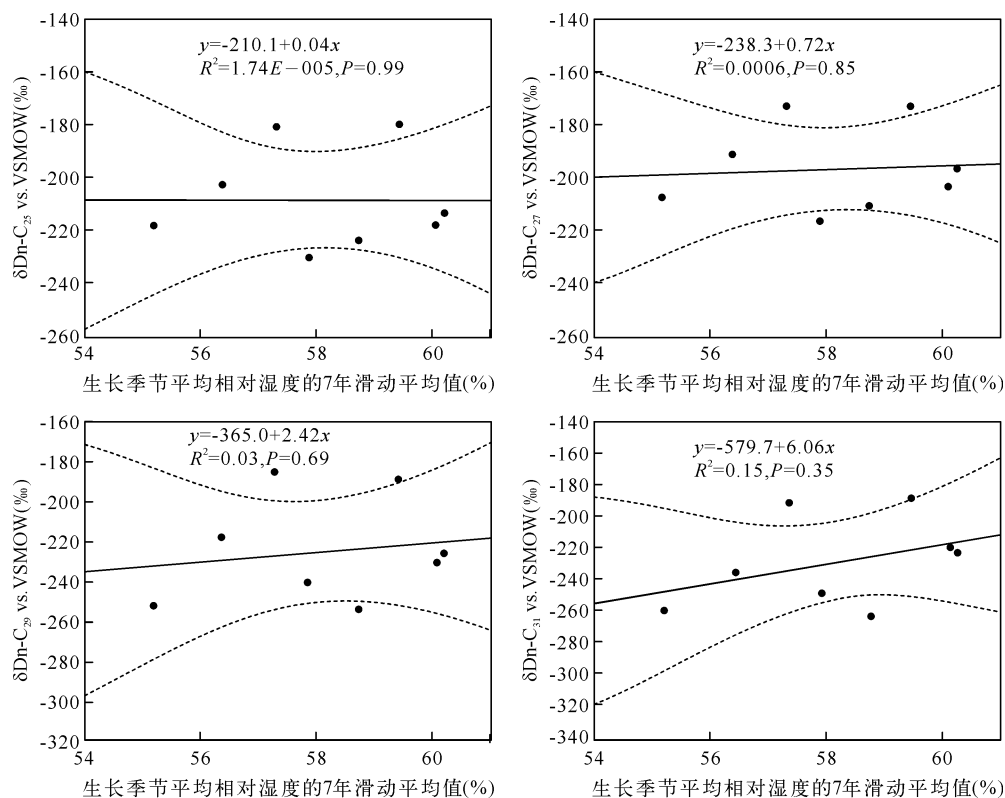 -140
-160
-180
-200
-220
-240
-260
δDn-C25 vs.VSMOW(‰)
y=-210.1+0.04x
R²=1.74E-005,P=0.99
54 56 58 60
生长季节平均相对湿度的7年滑动平均值(%)
-140
-160
-180
-200
-220
-240
-260
δDn-C27 vs.VSMOW(‰)
y=-238.3+0.72x
R²=0.0006,P=0.85
54 56 58 60
生长季节平均相对湿度的7年滑动平均值(%)
-160
-180
-200
-220
-240
-260
-280
-300
-320
δDn-C29 vs.VSMOW(‰)
y=-365.0+2.42x
R²=0.03,P=0.69
54 56 58 60
生长季节平均相对湿度的7年滑动平均值(%)
-140
-160
-180
-200
-220
-240
-260
-300
-280
-320
-340
δDn-C31 vs.VSMOW(‰)
y=-579.7+6.06x
R²=0.15,P=0.35
54 56 58 60
生长季节平均相对湿度的7年滑动平均值(%)